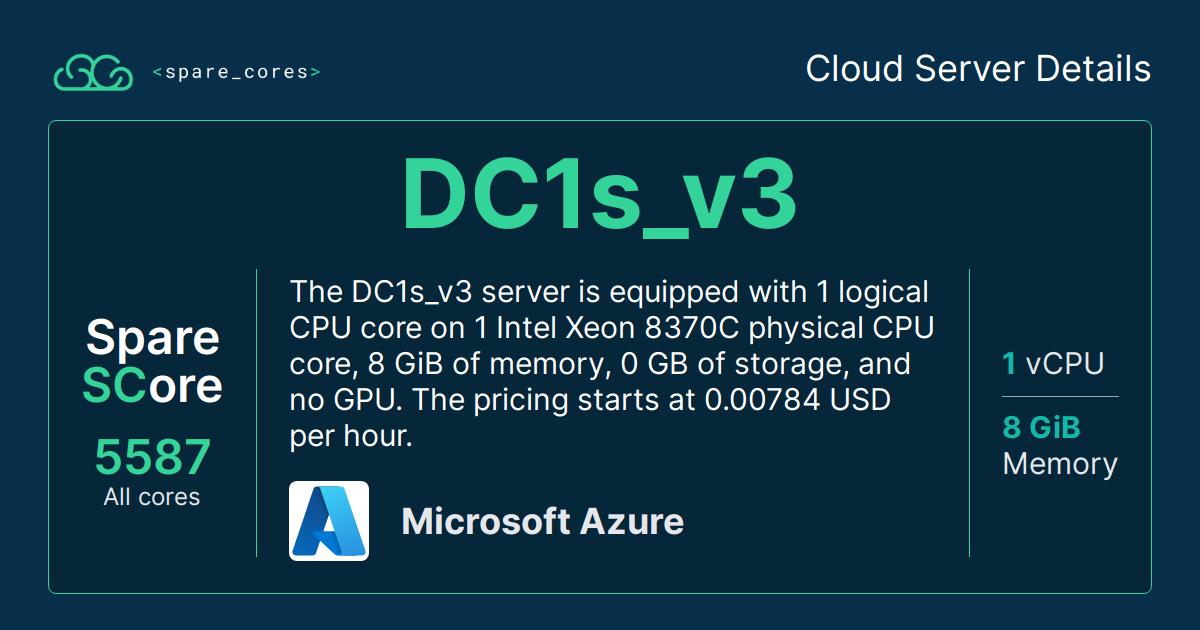 <spare_cores>
Cloud Server Details
DC1s_v3
Spare
SCore
5587
All cores
The DC1s_v3 server is equipped with 1 logical
CPU core on 1 Intel Xeon 8370C physical CPU
core, 8 GiB of memory, 0 GB of storage, and
no GPU. The pricing starts at 0.00784 USD
per hour.
Microsoft Azure
1 vCPU
8 GiB
Memory